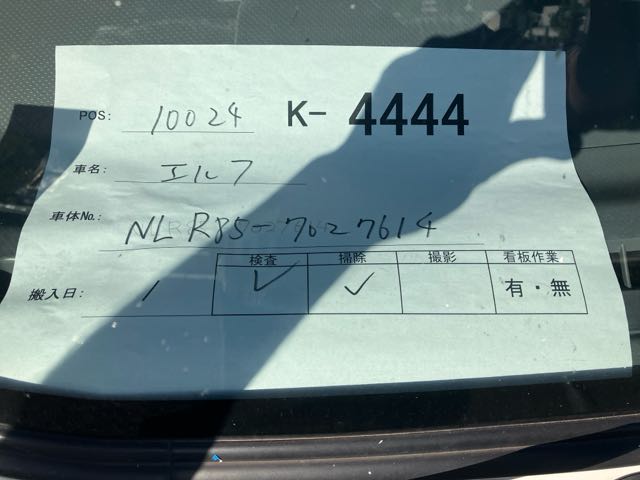 POS: 10024 K- 4444
車名: エルフ
車体No.: NLR85-7027614
検査 掃除 撮影 看板作業
搬入日: / ✓ ✓ 有・無